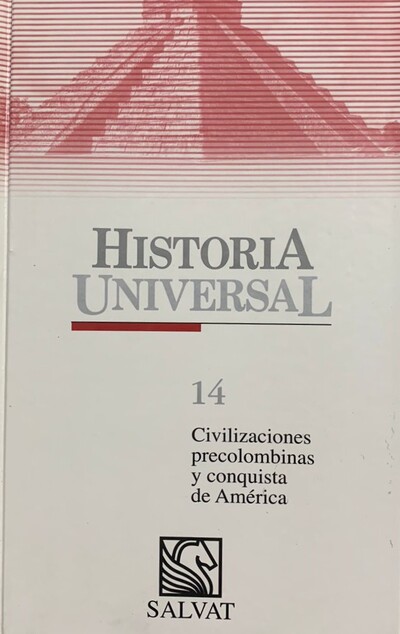 HISTORIA
UNIVERSAL
14
Civilizaciones
precolombinas
y conquista
de América
SALVAT